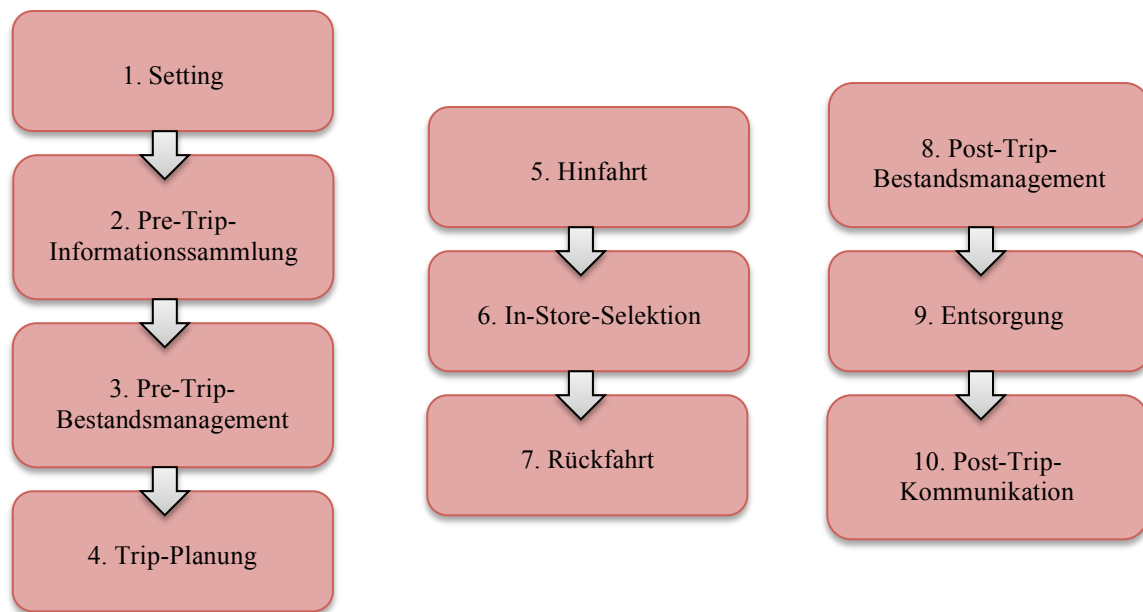 1. Setting
2. Pre-Trip-
Informationssammlung
3. Pre-Trip-
Bestandsmanagement
4. Trip-Planung
5. Hinfahrt
6. In-Store-Selektion
7. Rückfahrt
8. Post-Trip-
Bestandsmanagement
9. Entsorgung
10. Post-Trip-
Kommunikation